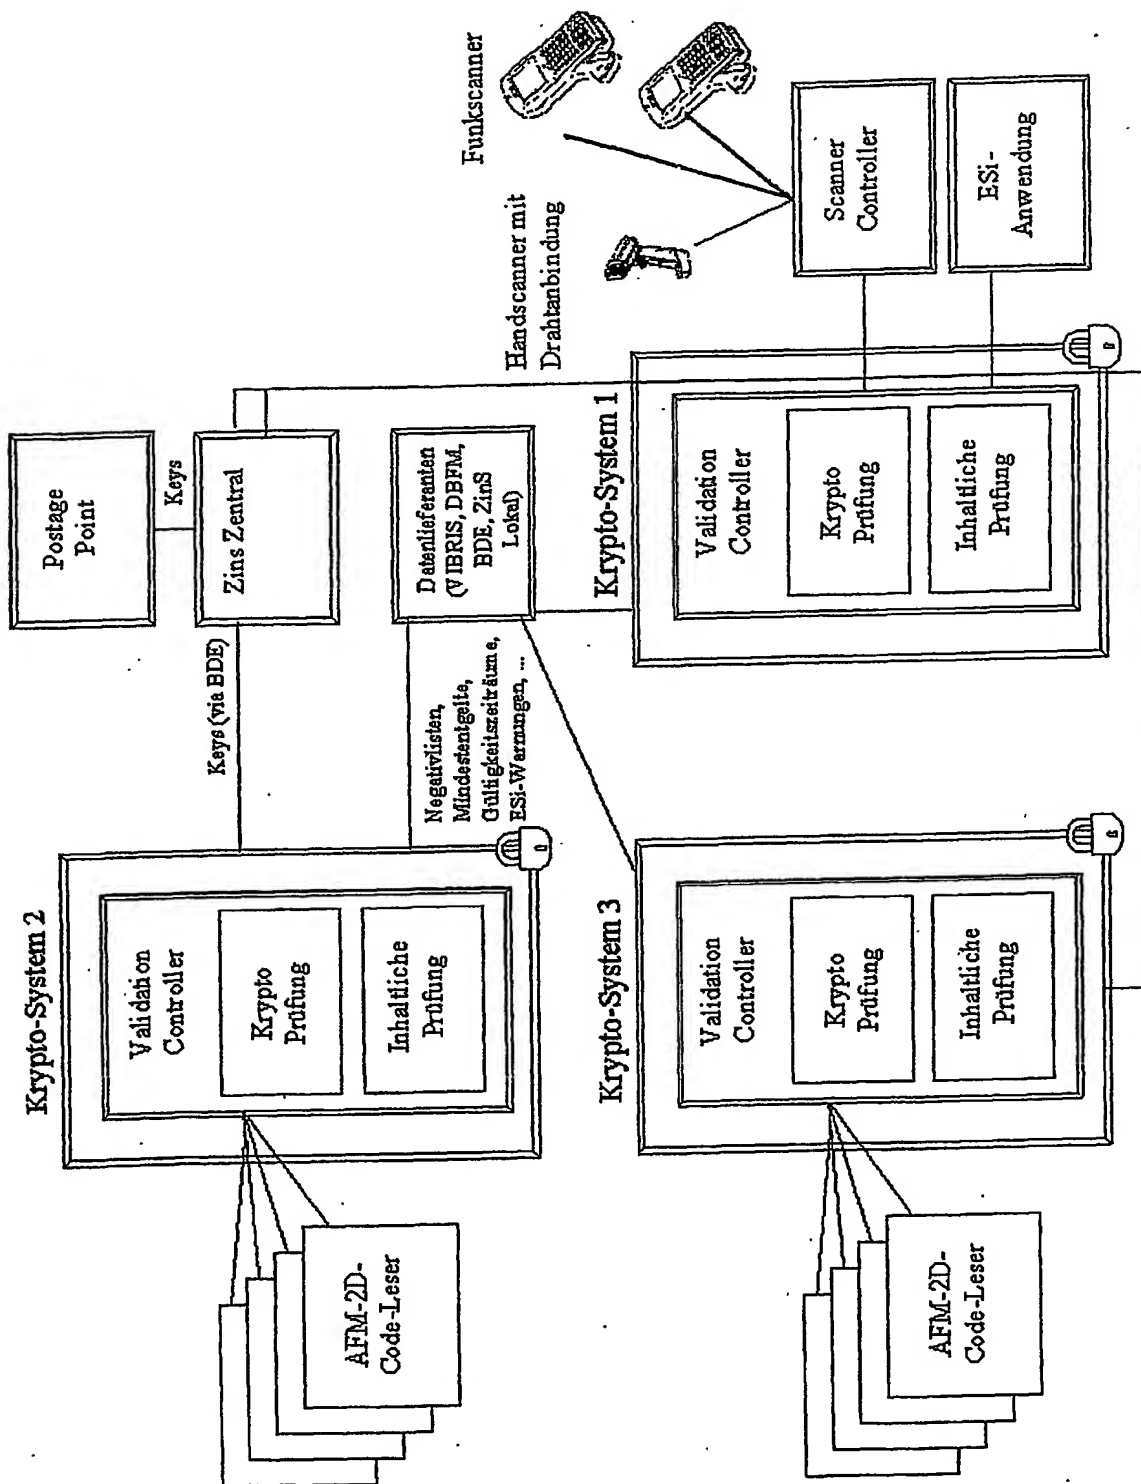 Krypto-System 2
Validation
Controller
Krypto
Prüfung
Inhaltliche
Prüfung
AFM-2D-
Code-Leser
Postage
Point
Keys
Zins Zentral
Keys (via BDE)
Datenlieferanten
(VIBRIS, DBFM,
BDE, ZinS
Lokal)
Negativlisten,
Mindestentgelte,
Gültigkeitszeiträume,
ESi-Warnungen, ...
Funkscanner
Handscanner mit
Drahtanbindung
Krypto-System 3
Validation
Controller
Krypto
Prüfung
Inhaltliche
Prüfung
AFM-2D-
Code-Leser
Krypto-System 1
Validation
Controller
Krypto
Prüfung
Inhaltliche
Prüfung
Scanner
Controller
ESi-
Anwendung